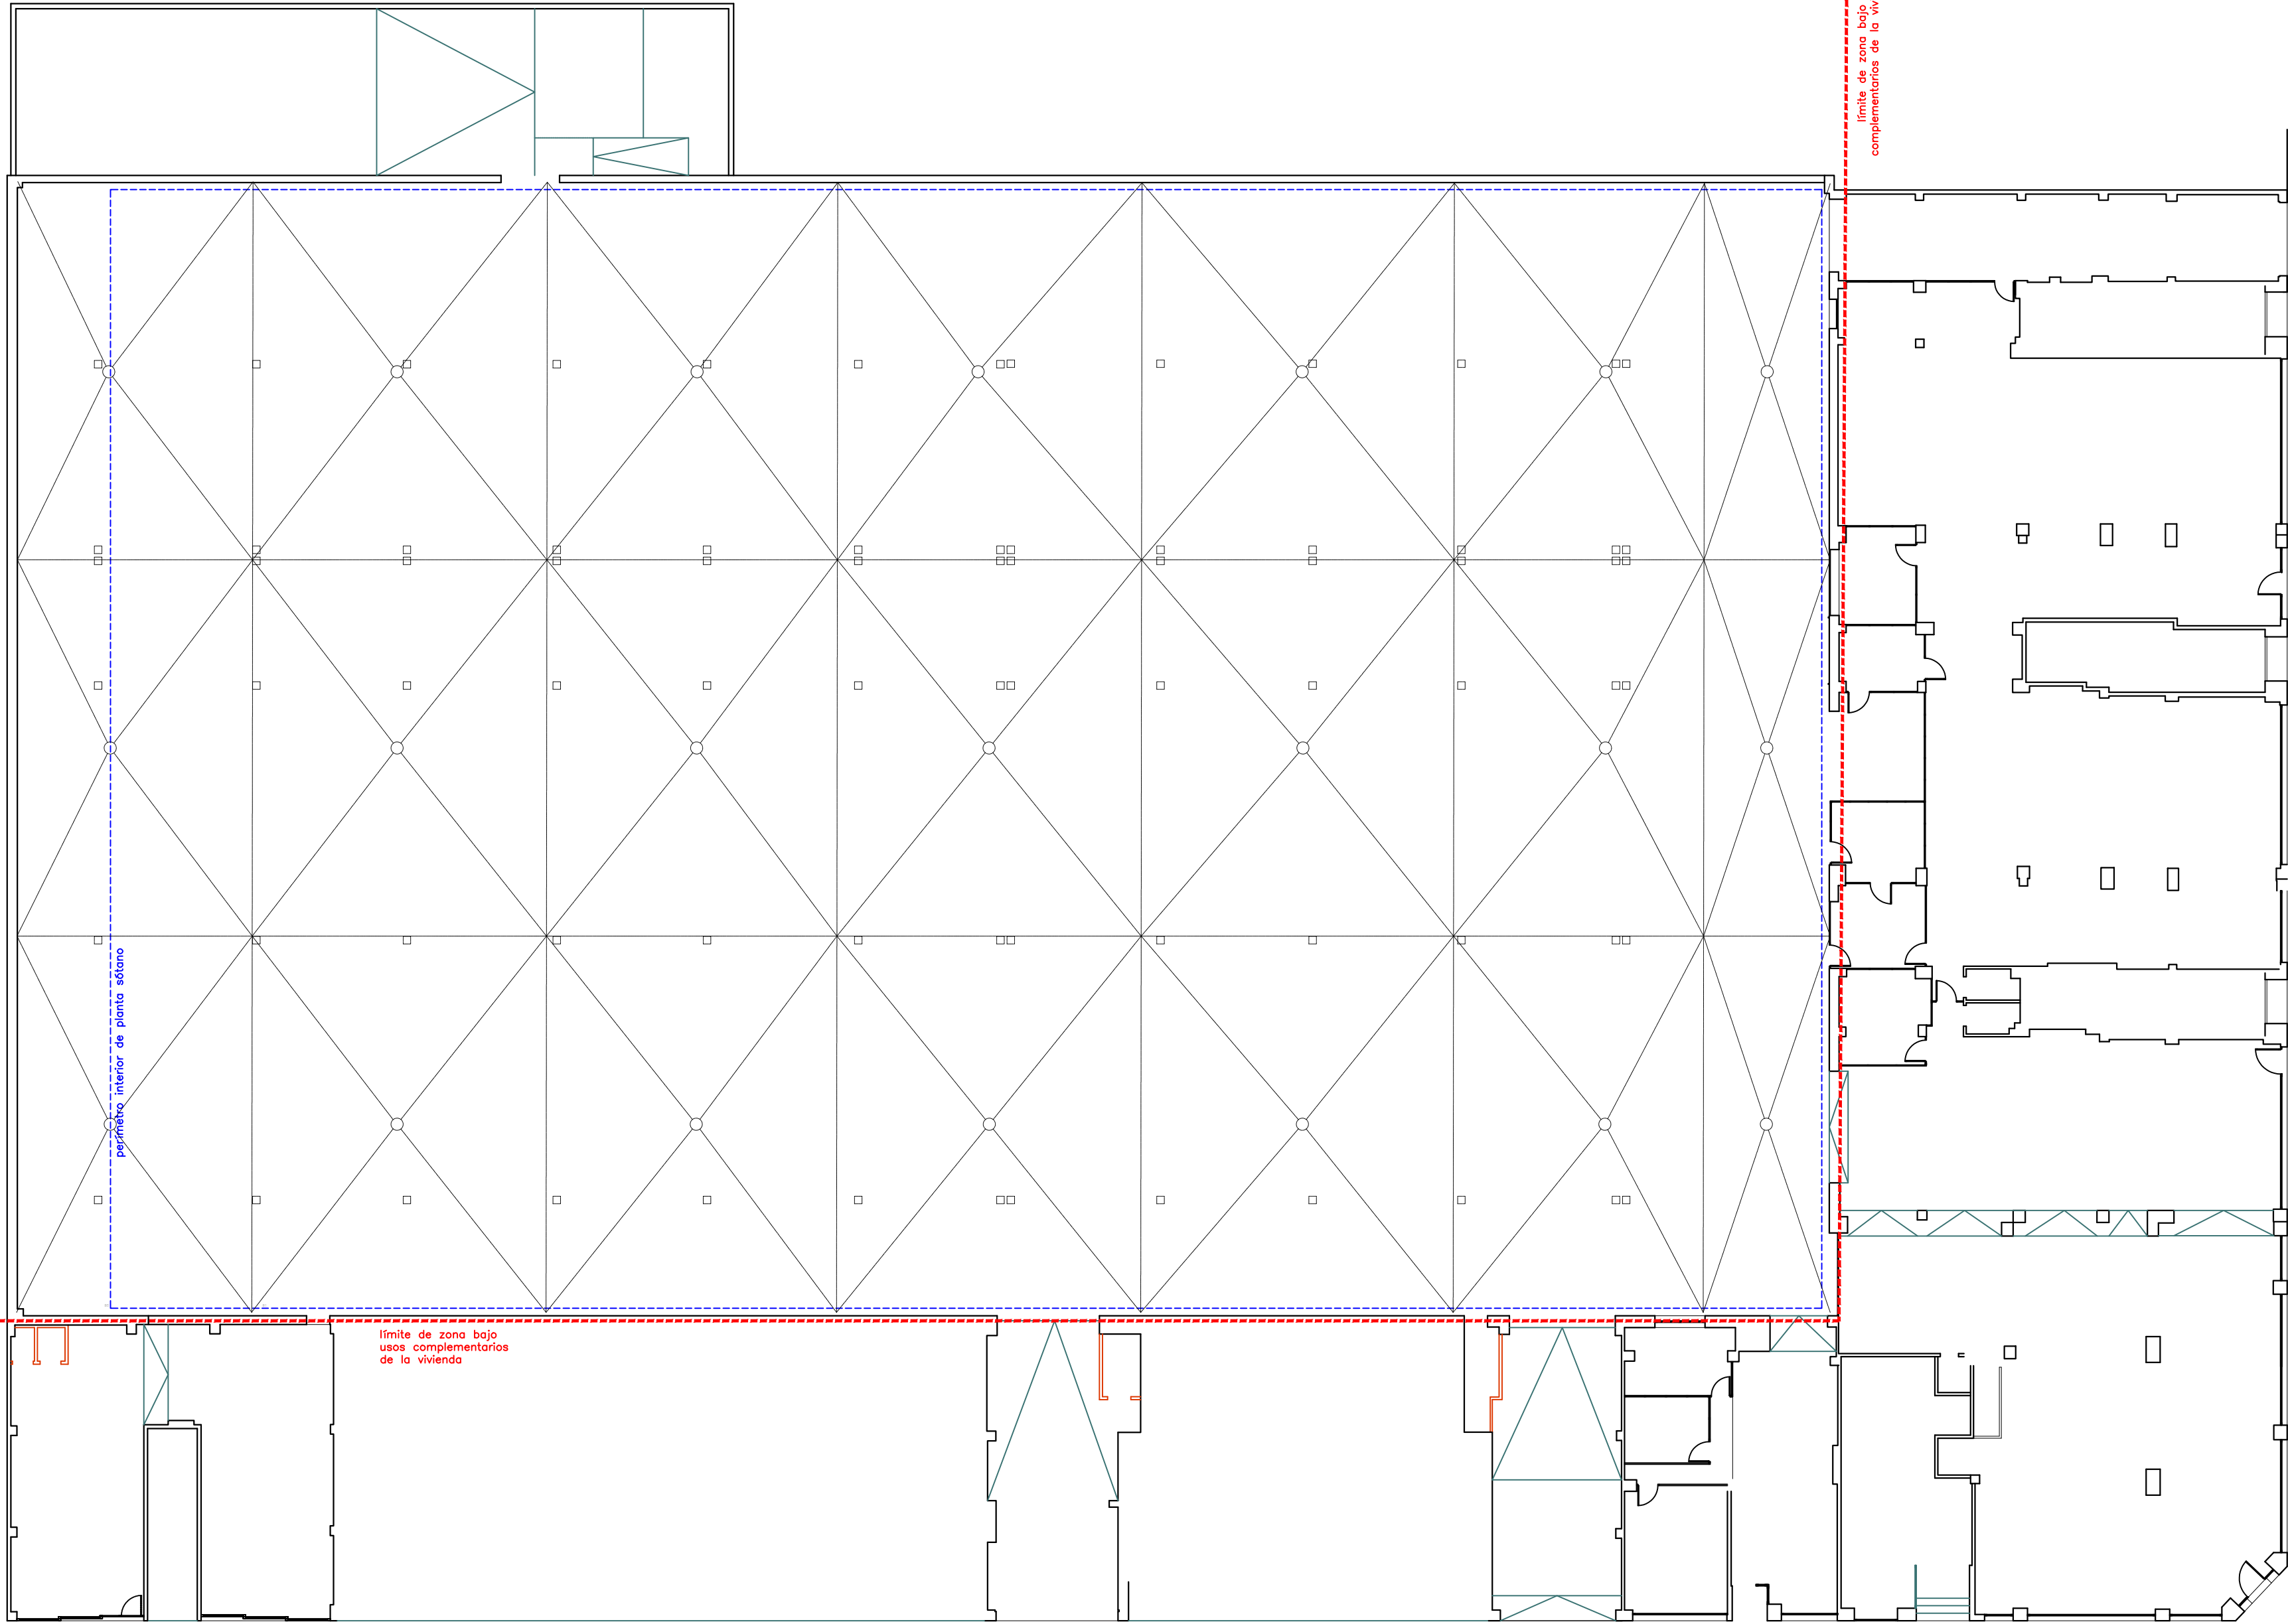 límite de zona bajo
complementarios de la viv
perímetro interior de planta sótano
límite de zona bajo
usos complementarios
de la vivienda